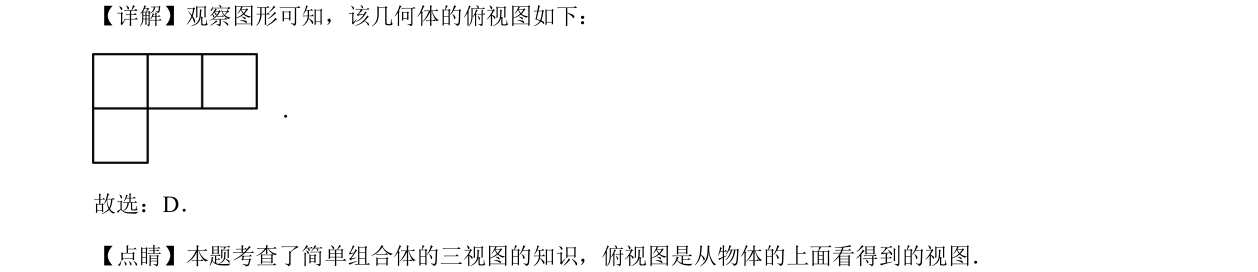 【详解】观察图形可知，该几何体的俯视图如下：
．
故选：D．
【点睛】本题考查了简单组合体的三视图的知识，俯视图是从物体的上面看得到的视图．